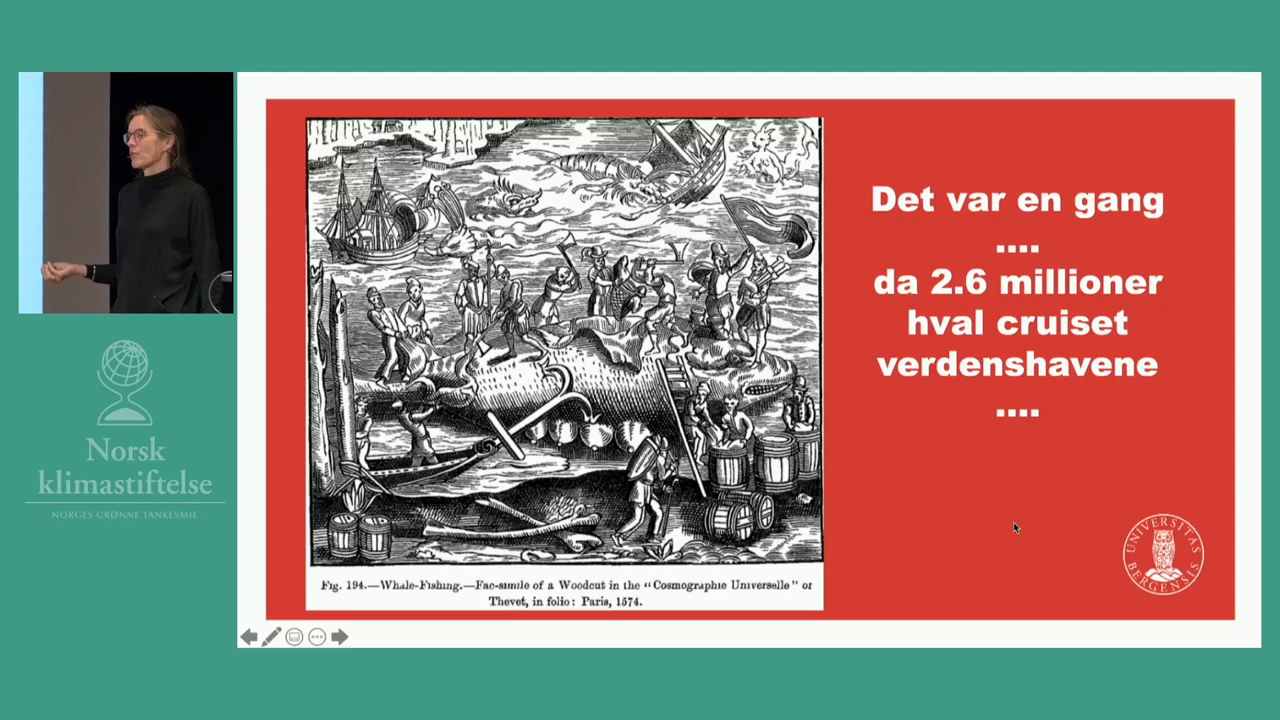 Det var en gang
....
da 2.6 millioner
hval cruiset
verdenshavene
....
Fig. 194.—Whale-Fishing.—Fac-simile of a Woodcut in the "Cosmographie Universelle" of
Thevet, in folio: Paris, 1574.
UNIVERSITAS
BERGENSIS
Norsk
klimastiftelse
NORGES GRØNNE TANKESMIE